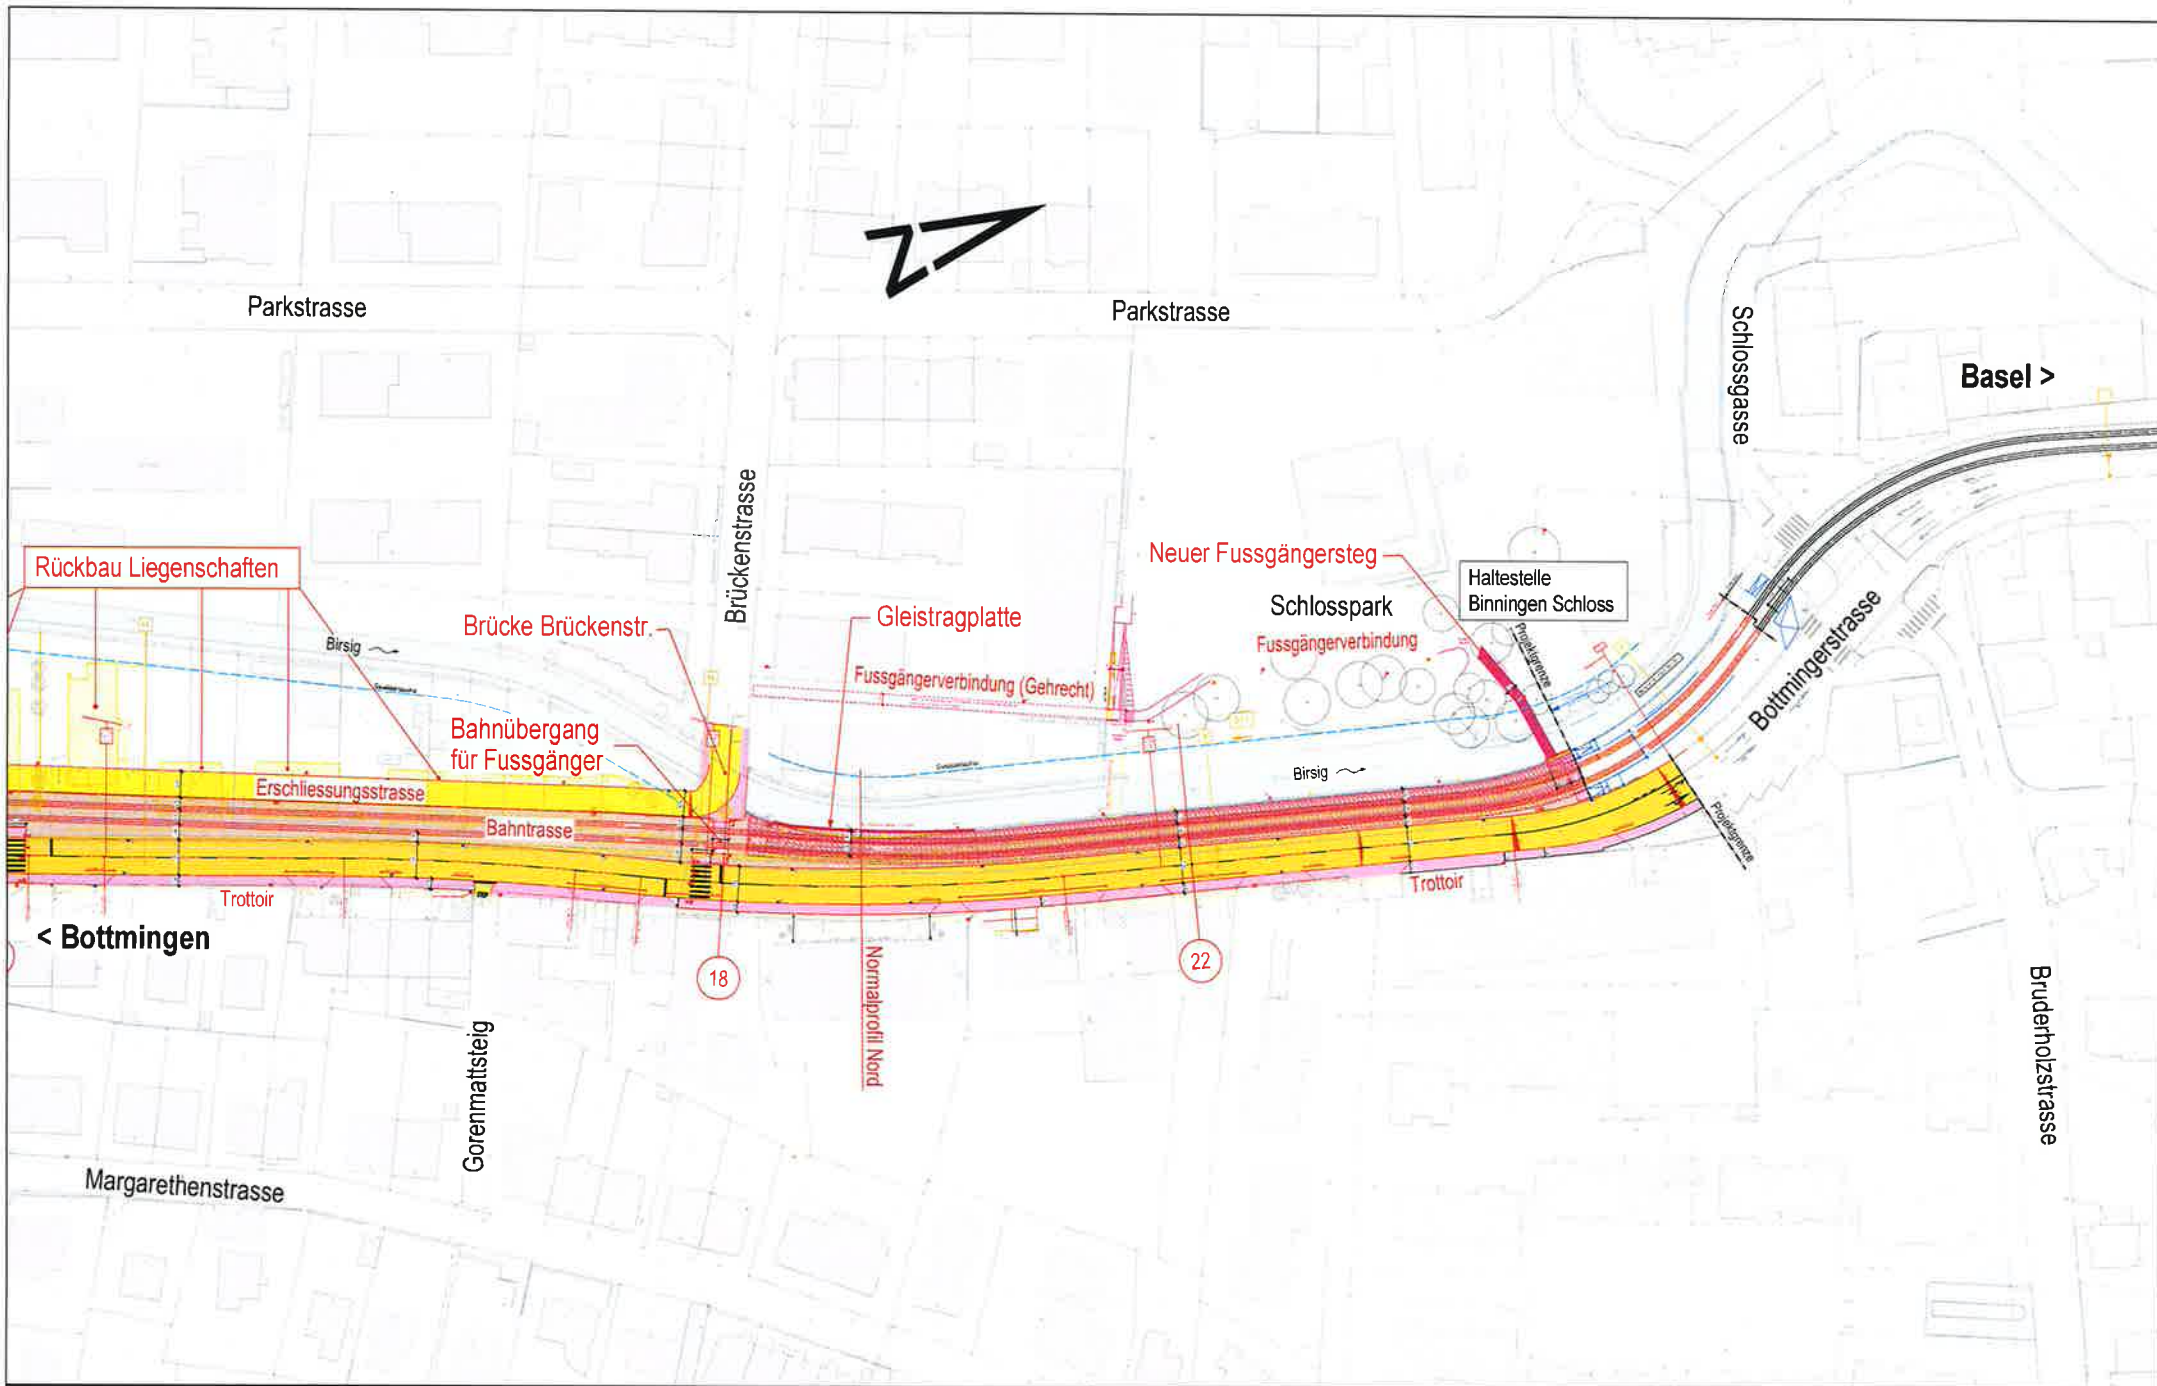 Parkstrasse
Parkstrasse
Schlossgasse
Basel >
Brückenstrasse
Rückbau Liegenschaften
Neuer Fussgängersteg
Haltestelle
Binningen Schloss
Schlosspark
Fussgängerverbindung
Projektgrenze
Bottmingerstrasse
Birsig
Brücke Brückenstr.
Gleistragplatte
Fussgängerverbindung (Gehrecht)
Bahnübergang
für Fussgänger
Birsig
Erschliessungsstrasse
Bahntrasse
Projektgrenze
Trottoir
Trottoir
< Bottmingen
18
22
Normalprofil Nord
Gorenmattsteig
Bruderholzstrasse
Margarethenstrasse